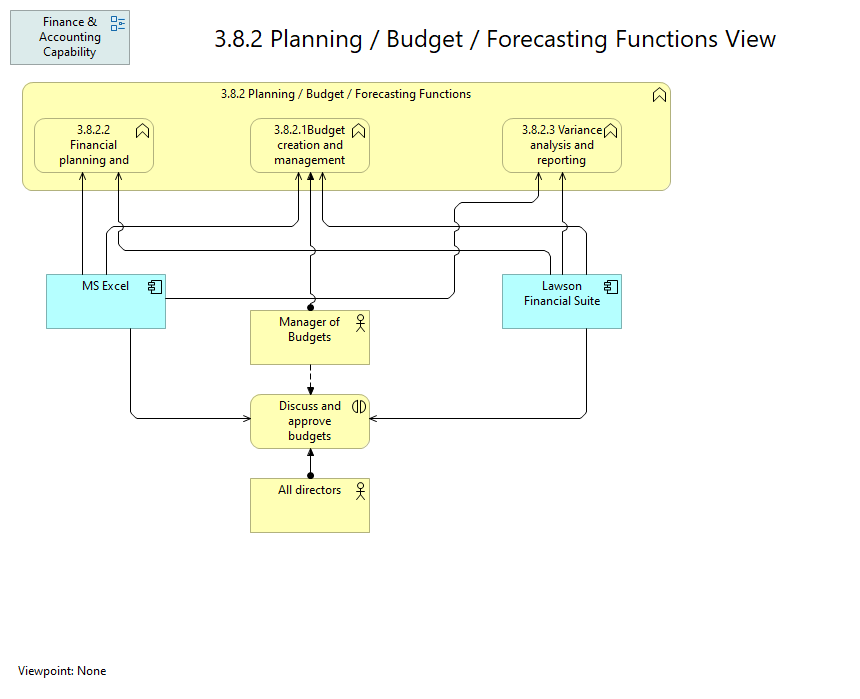 Finance &
Accounting
Capability
3.8.2 Planning / Budget / Forecasting Functions View
3.8.2 Planning / Budget / Forecasting Functions
3.8.2.2
Financial
planning and
3.8.2.1Budget
creation and
management
3.8.2.3 Variance
analysis and
reporting
MS Excel
Lawson
Financial Suite
Manager of
Budgets
Discuss and
approve
budgets
All directors
Viewpoint: None